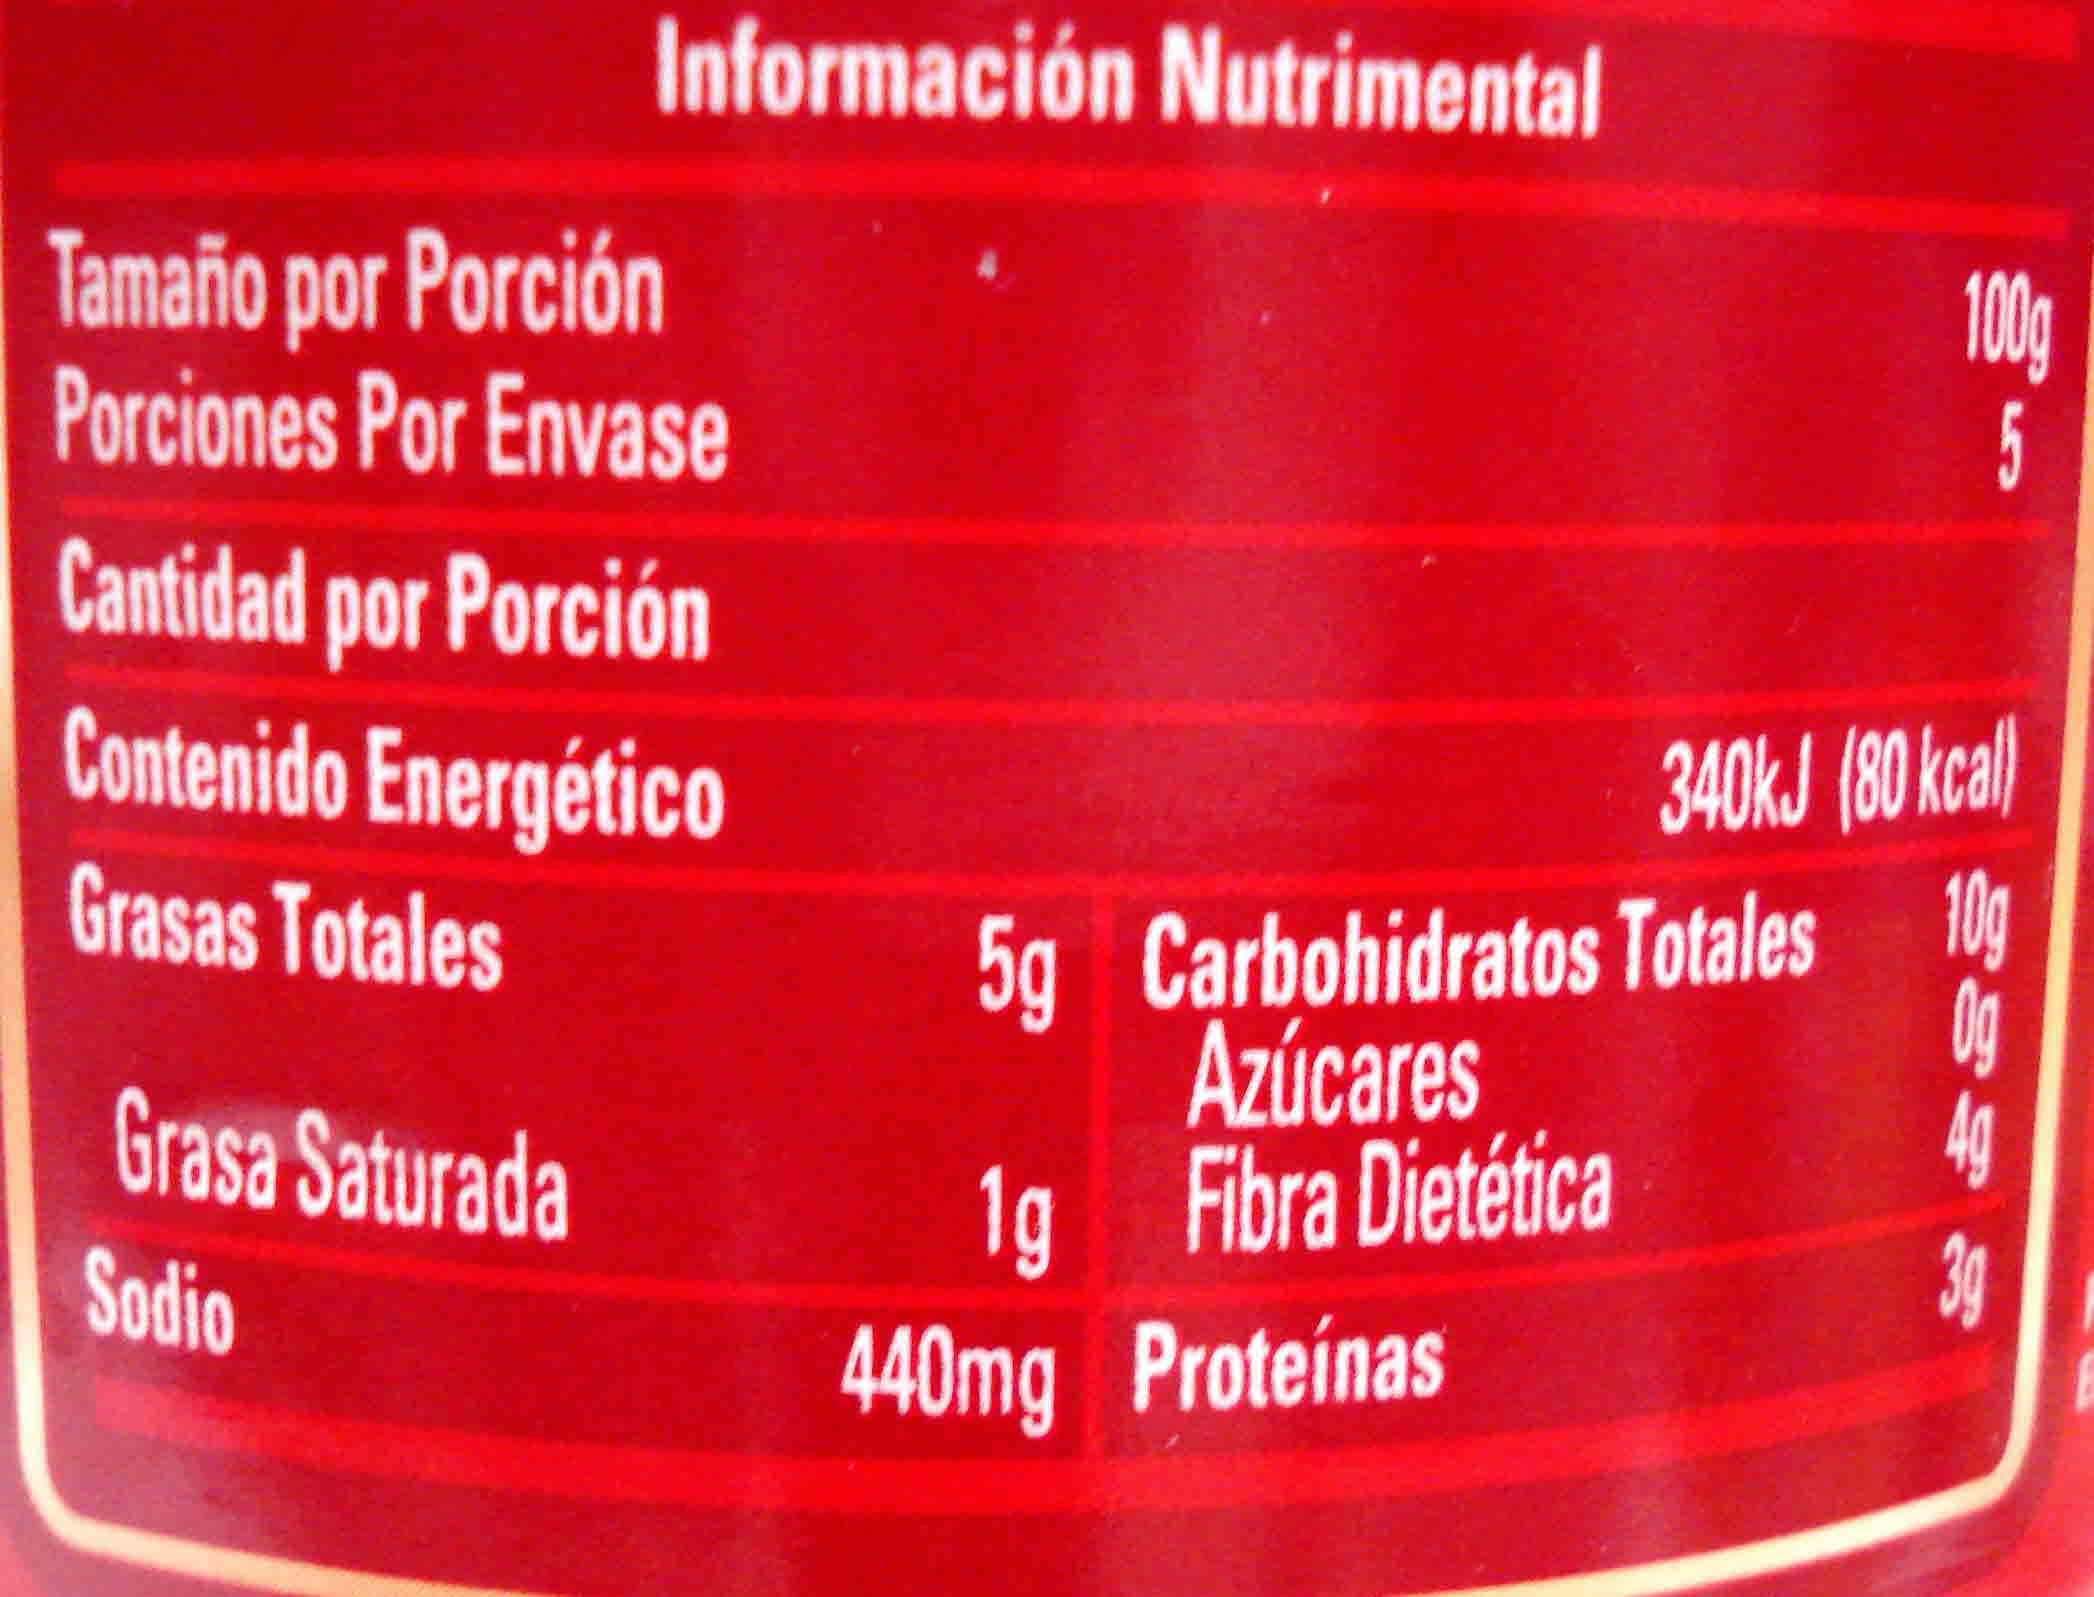 Información Nutrimental
Tamaño por Porción 100g
Porciones Por Envase 5
Cantidad por Porción
Contenido Energético 340kJ (80 kcal)
Grasas Totales 5g
Grasa Saturada 1g
Sodio 440mg
Carbohidratos Totales 10g
Azúcares 0g
Fibra Dietética 4g
Proteínas 3g